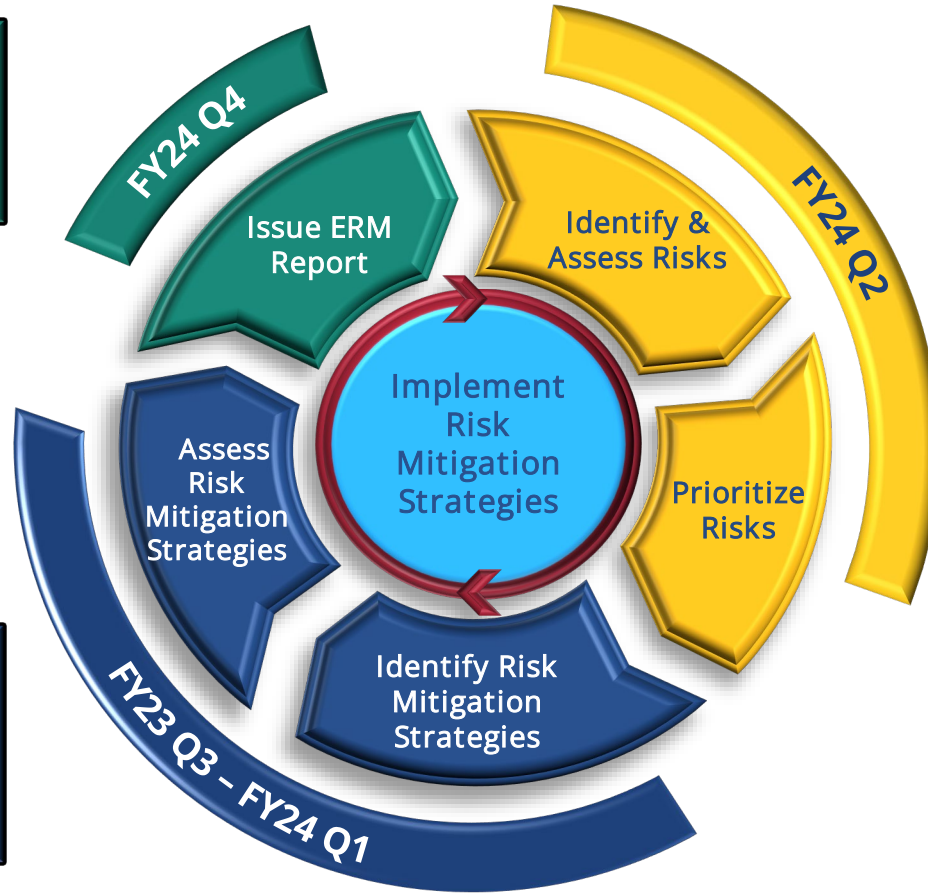 FY24 Q4
FY24 Q2
Issue ERM
Report
Identify &
Assess Risks
Implement
Risk
Mitigation
Strategies
Assess
Risk
Mitigation
Strategies
Prioritize
Risks
Identify Risk
Mitigation
Strategies
FY23 Q3 – FY24 Q1